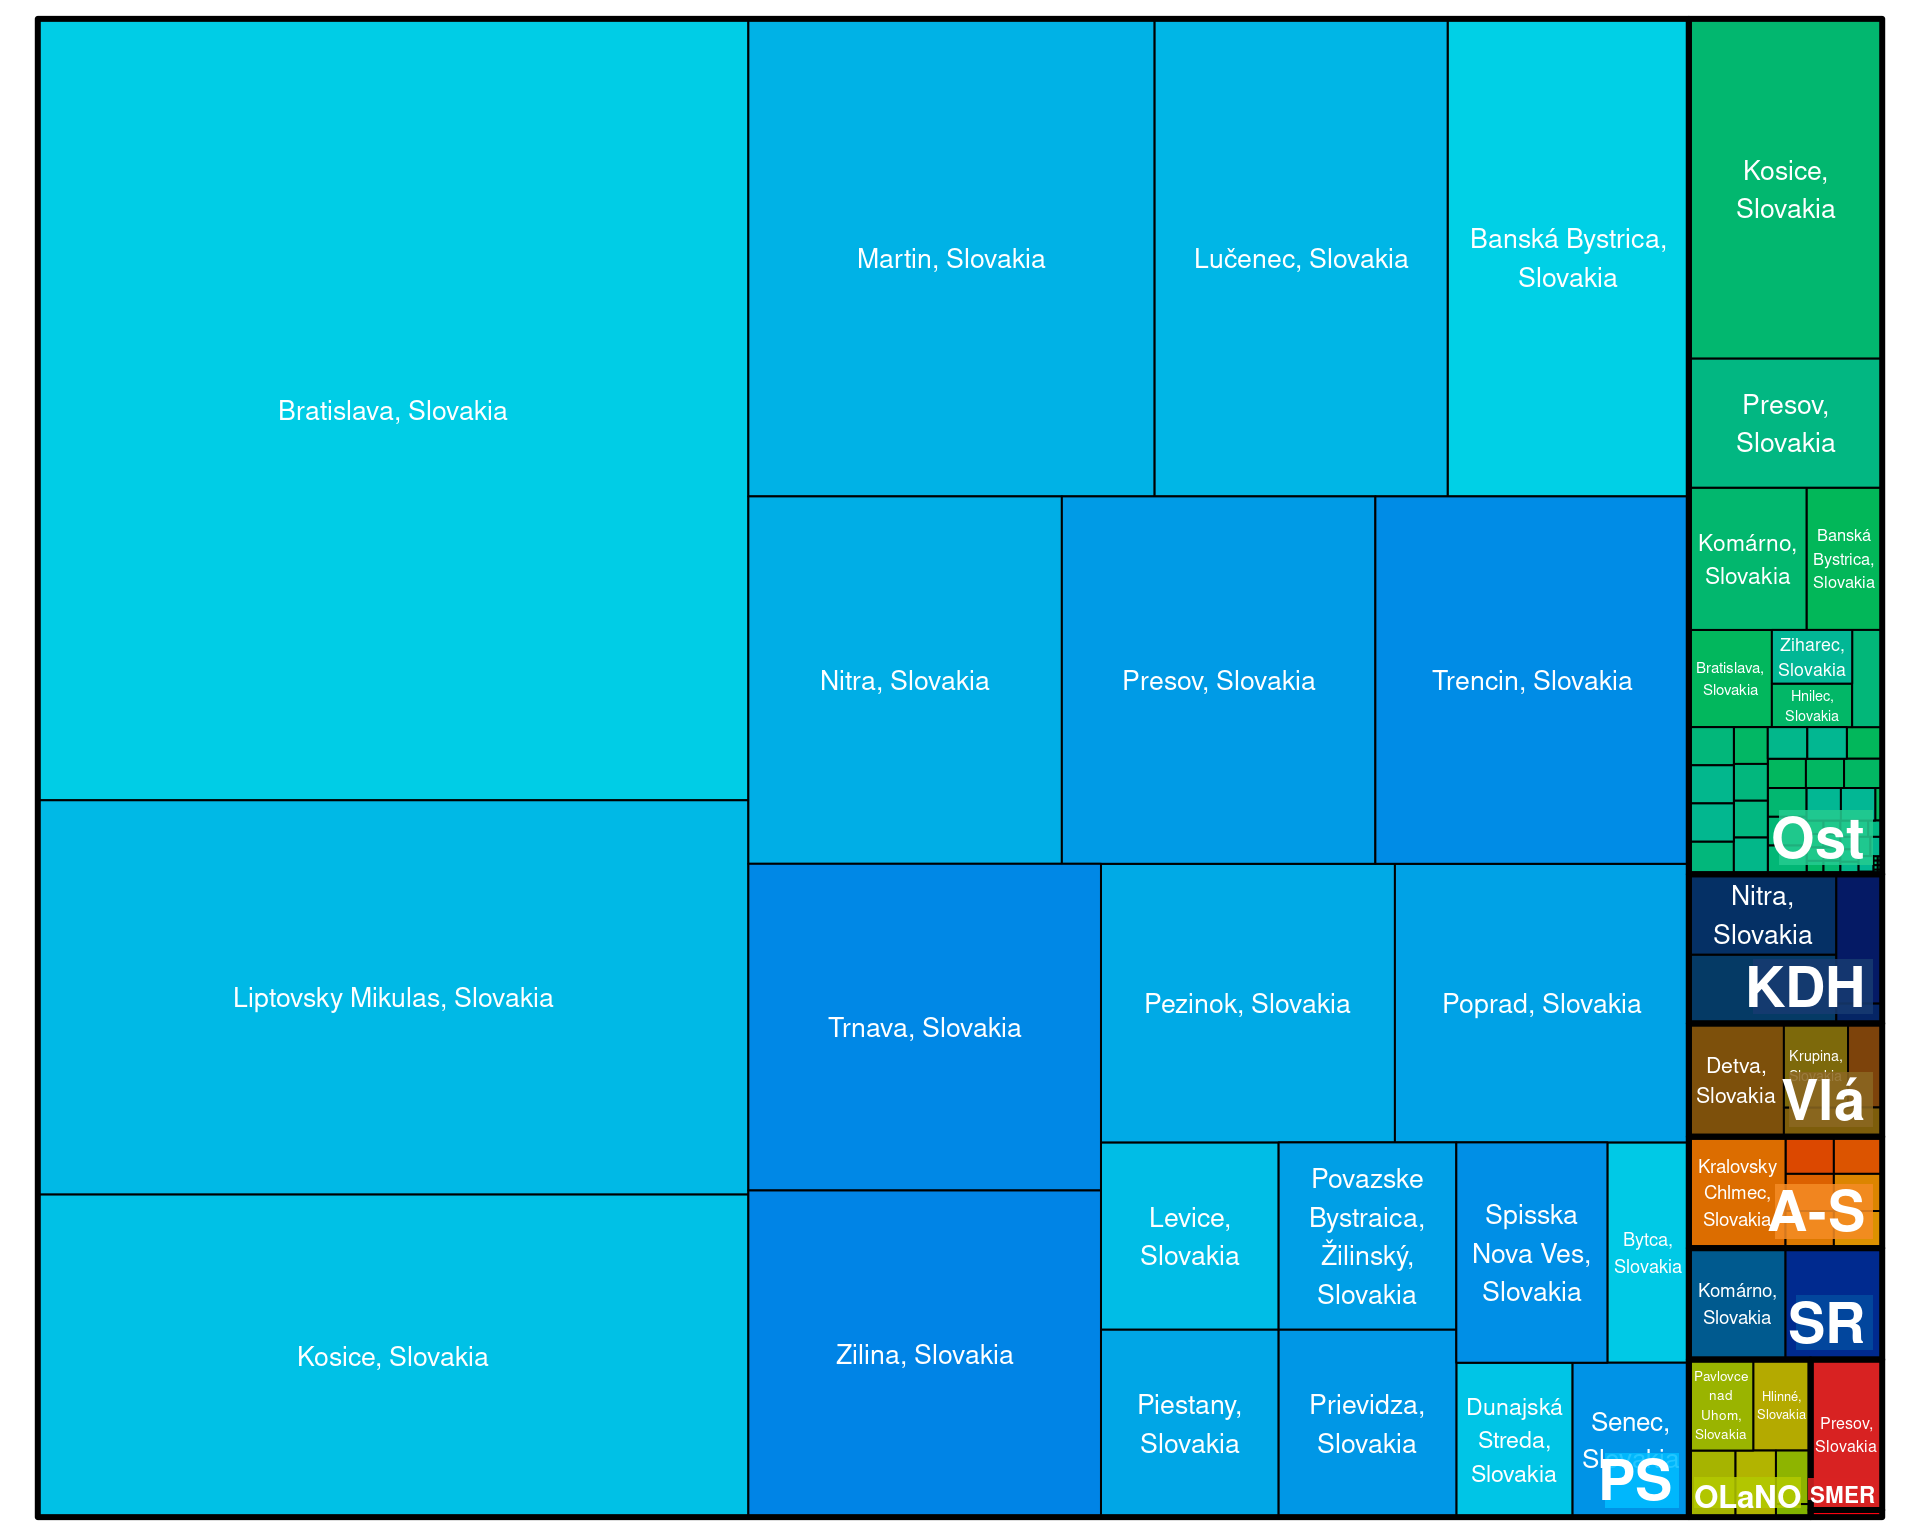 Bratislava, Slovakia
Liptovsky Mikulas, Slovakia
Kosice, Slovakia
Martin, Slovakia
Lučenec, Slovakia
Banská Bystrica,
Slovakia
Nitra, Slovakia
Presov, Slovakia
Trencin, Slovakia
Trnava, Slovakia
Zilina, Slovakia
Pezinok, Slovakia
Poprad, Slovakia
Levice,
Slovakia
Povazske
Bystraica,
Žilinský,
Slovakia
Spisska
Nova Ves,
Slovakia
Bytca,
Slovakia
Piestany,
Slovakia
Prievidza,
Slovakia
Dunajská
Streda,
Slovakia
Senec,
Slovakia
PS
Kosice,
Slovakia
Presov,
Slovakia
Komárno,
Slovakia
Banská
Bystrica,
Slovakia
Bratislava,
Slovakia
Ziharec,
Slovakia
Hnilec,
Slovakia
Ost
Nitra,
Slovakia
KDH
Detva,
Slovakia
Krupina,
Slovakia
Vlá
Kralovsky
Chlmec,
Slovakia
A-S
Komárno,
Slovakia
SR
Pavlovce
nad
Uhom,
Slovakia
Hlinné,
Slovakia
OLaNO
Presov,
Slovakia
SMER